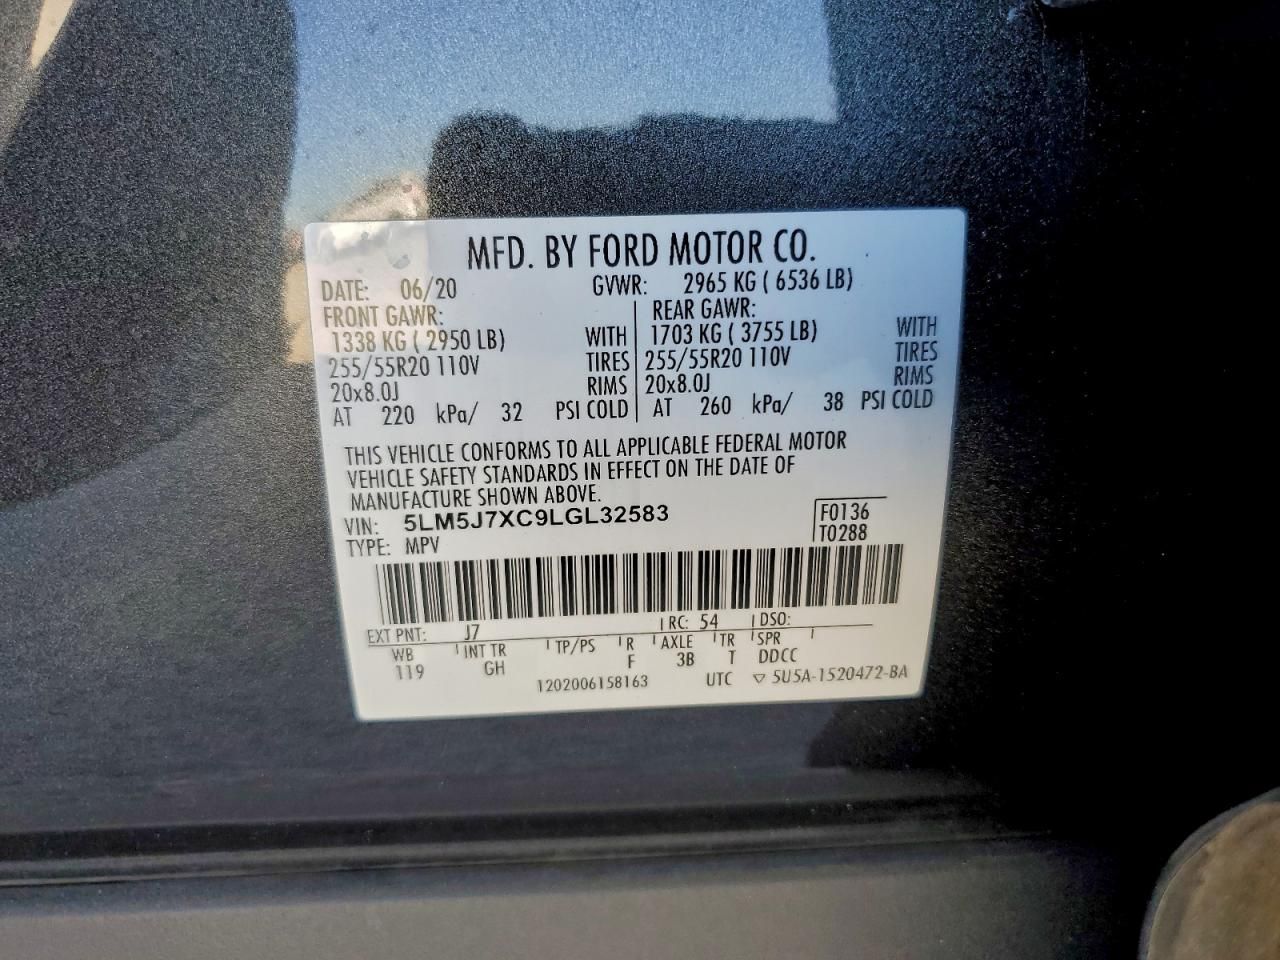 MFD. BY FORD MOTOR CO.
DATE: 06/20 GVWR: 2965 KG ( 6536 LB)
FRONT GAWR: REAR GAWR:
1338 KG ( 2950 LB) WITH 1703 KG ( 3755 LB) WITH
255/55R20 110V TIRES 255/55R20 110V TIRES
20x8.0J RIMS 20x8.0J RIMS
AT 220 kPa/ 32 PSI COLD AT 260 kPa/ 38 PSI COLD
THIS VEHICLE CONFORMS TO ALL APPLICABLE FEDERAL MOTOR
VEHICLE SAFETY STANDARDS IN EFFECT ON THE DATE OF
MANUFACTURE SHOWN ABOVE.
VIN: 5LM5J7XC9LGL32583 F0136
TYPE: MPV T0288
EXT PNT: J7 RC: 54 DSO:
WB INT TR TP/PS R AXLE TR SPR
119 GH F 3B T DDCC
1202006158163 UTC ▽ 5U5A-1520472-BA